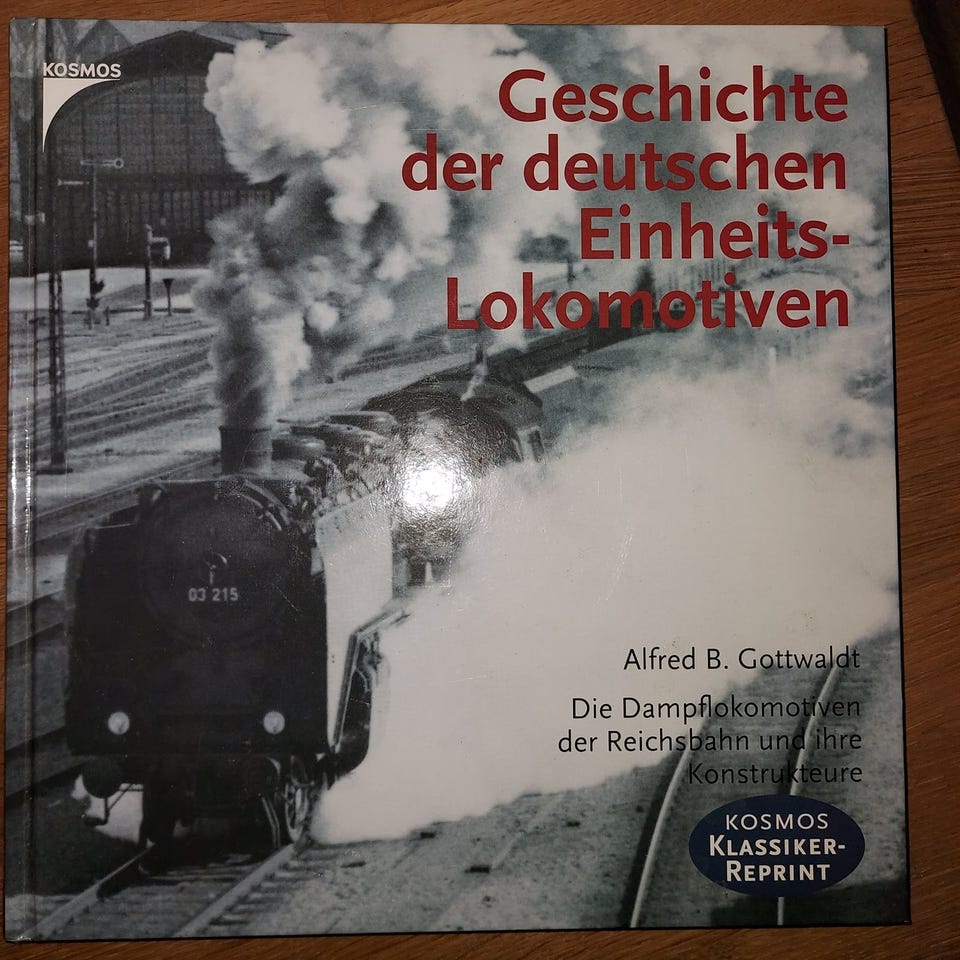 KOSMOS
Geschichte
der deutschen
Einheits-
Lokomotiven
03 215
Alfred B. Gottwaldt
Die Dampflokomotiven
der Reichsbahn und ihre
Konstrukteure
KOSMOS
KLASSIKER-
REPRINT